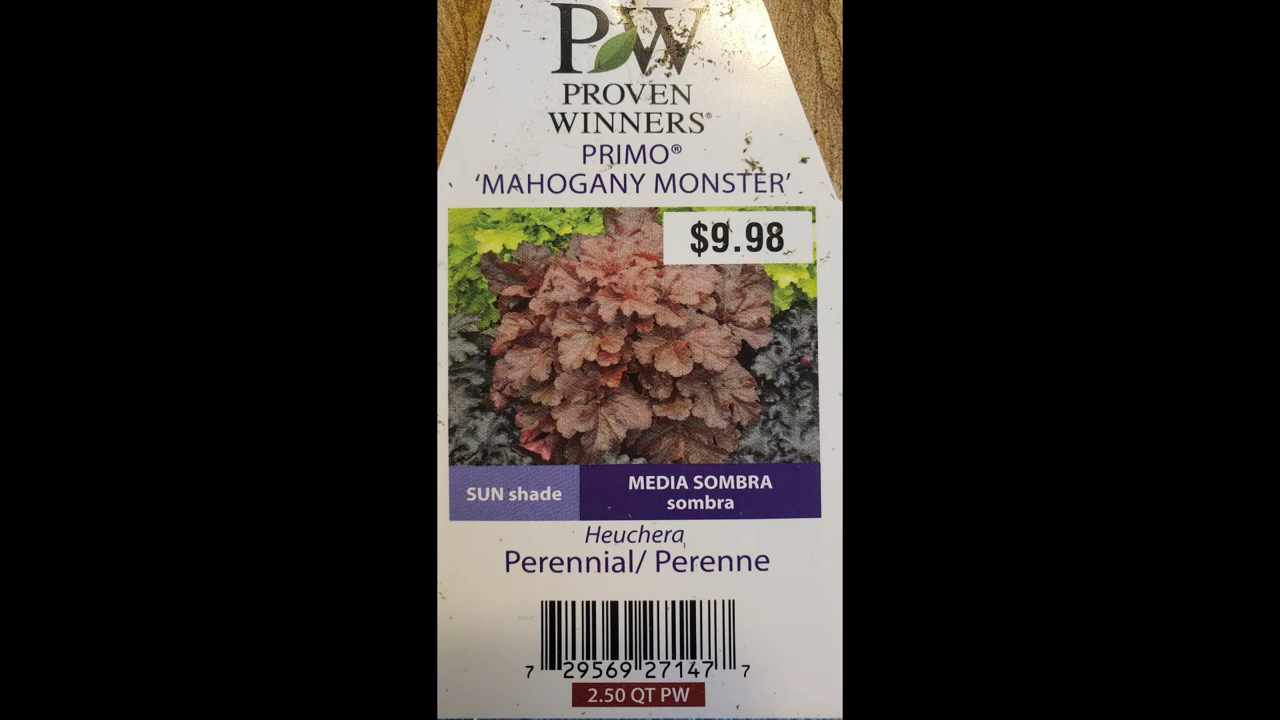 PW
PROVEN
WINNERS®
PRIMO®
'MAHOGANY MONSTER'
$9.98
SUN shade
MEDIA SOMBRA
sombra
Heuchera
Perennial/ Perenne
7 29569 27147 7
2.50 QT PW